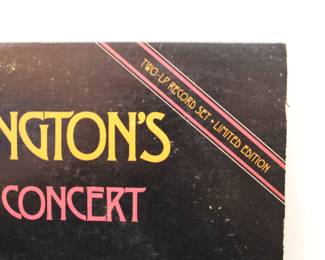 TWO-LP RECORD SET • LIMITED EDITION
NGTON'S
CONCERT